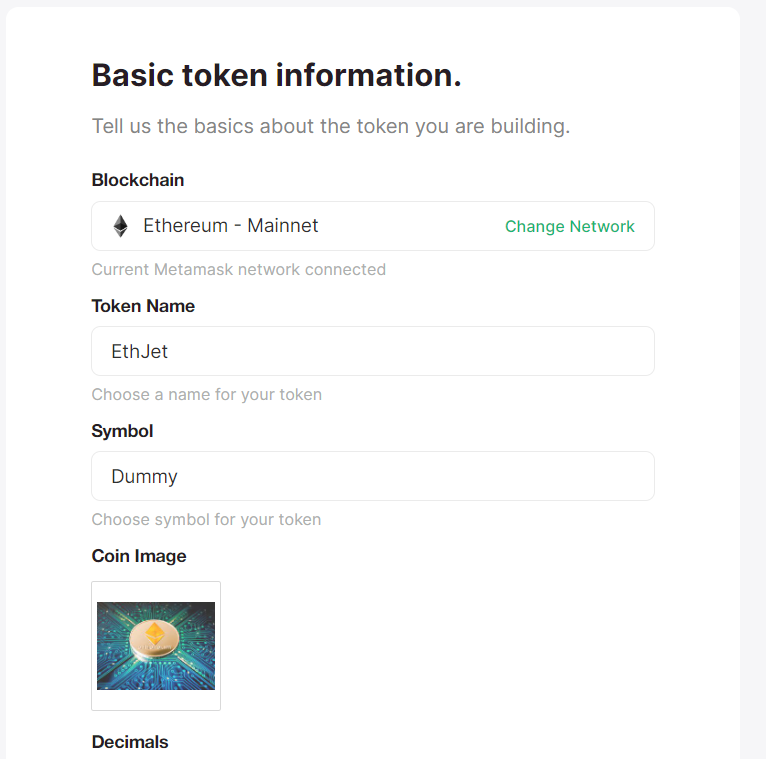 Basic token information.
Tell us the basics about the token you are building.
Blockchain
Ethereum - Mainnet
Change Network
Current Metamask network connected
Token Name
EthJet
Choose a name for your token
Symbol
Dummy
Choose symbol for your token
Coin Image
Decimals